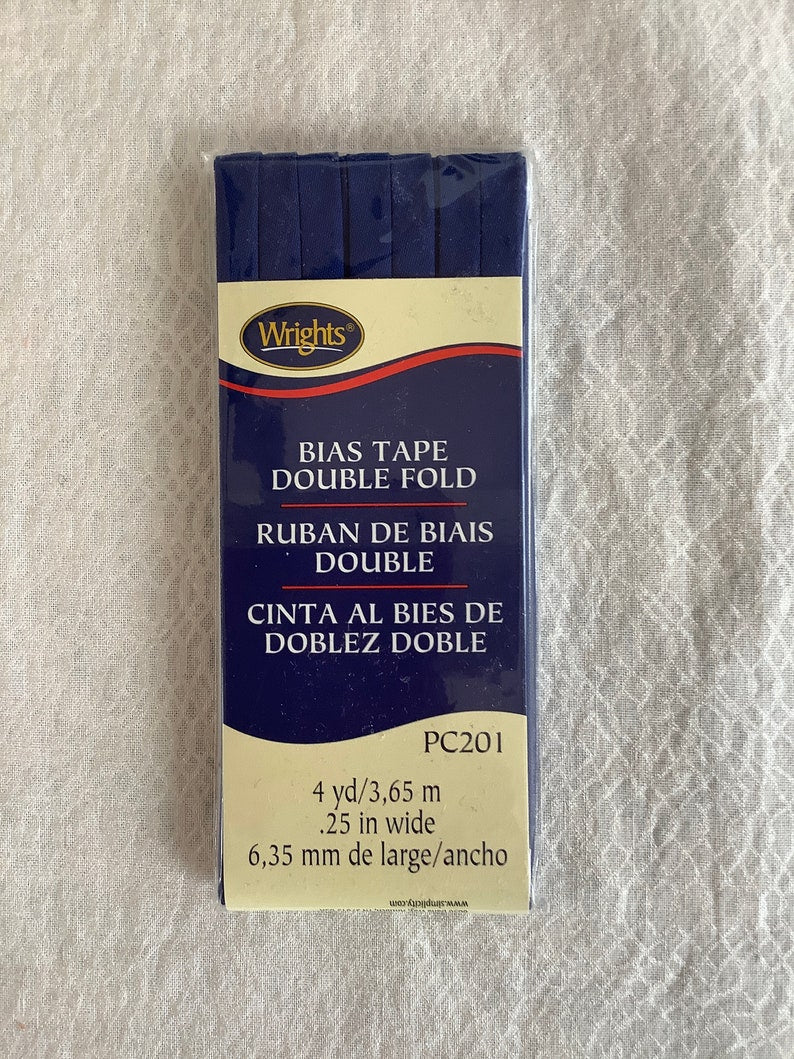 Wrights®
BIAS TAPE
DOUBLE FOLD
RUBAN DE BIAIS
DOUBLE
CINTA AL BIES DE
DOBLEZ DOBLE
PC201
4 yd/3,65 m
.25 in wide
6,35 mm de large/ancho
www.simplicity.com